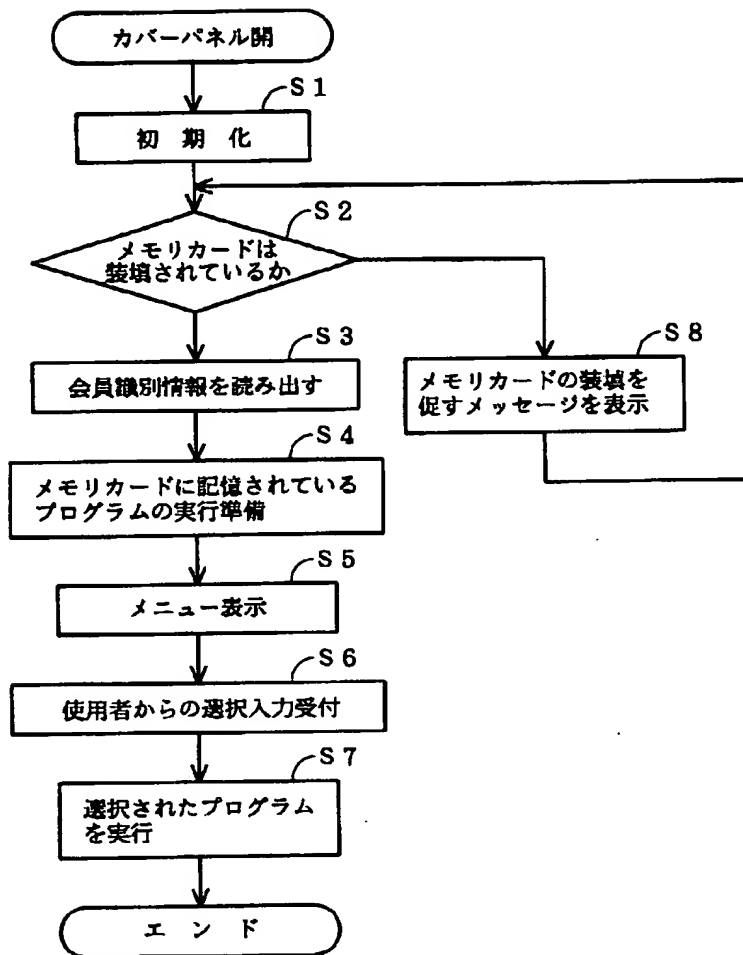 カバーパネル開
S1
初 期 化
S2
メモリカードは
装填されているか
S3
会員識別情報を読み出す
S8
メモリカードの装填を
促すメッセージを表示
S4
メモリカードに記憶されている
プログラムの実行準備
S5
メニュー表示
S6
使用者からの選択入力受付
S7
選択されたプログラム
を実行
エ ン ド